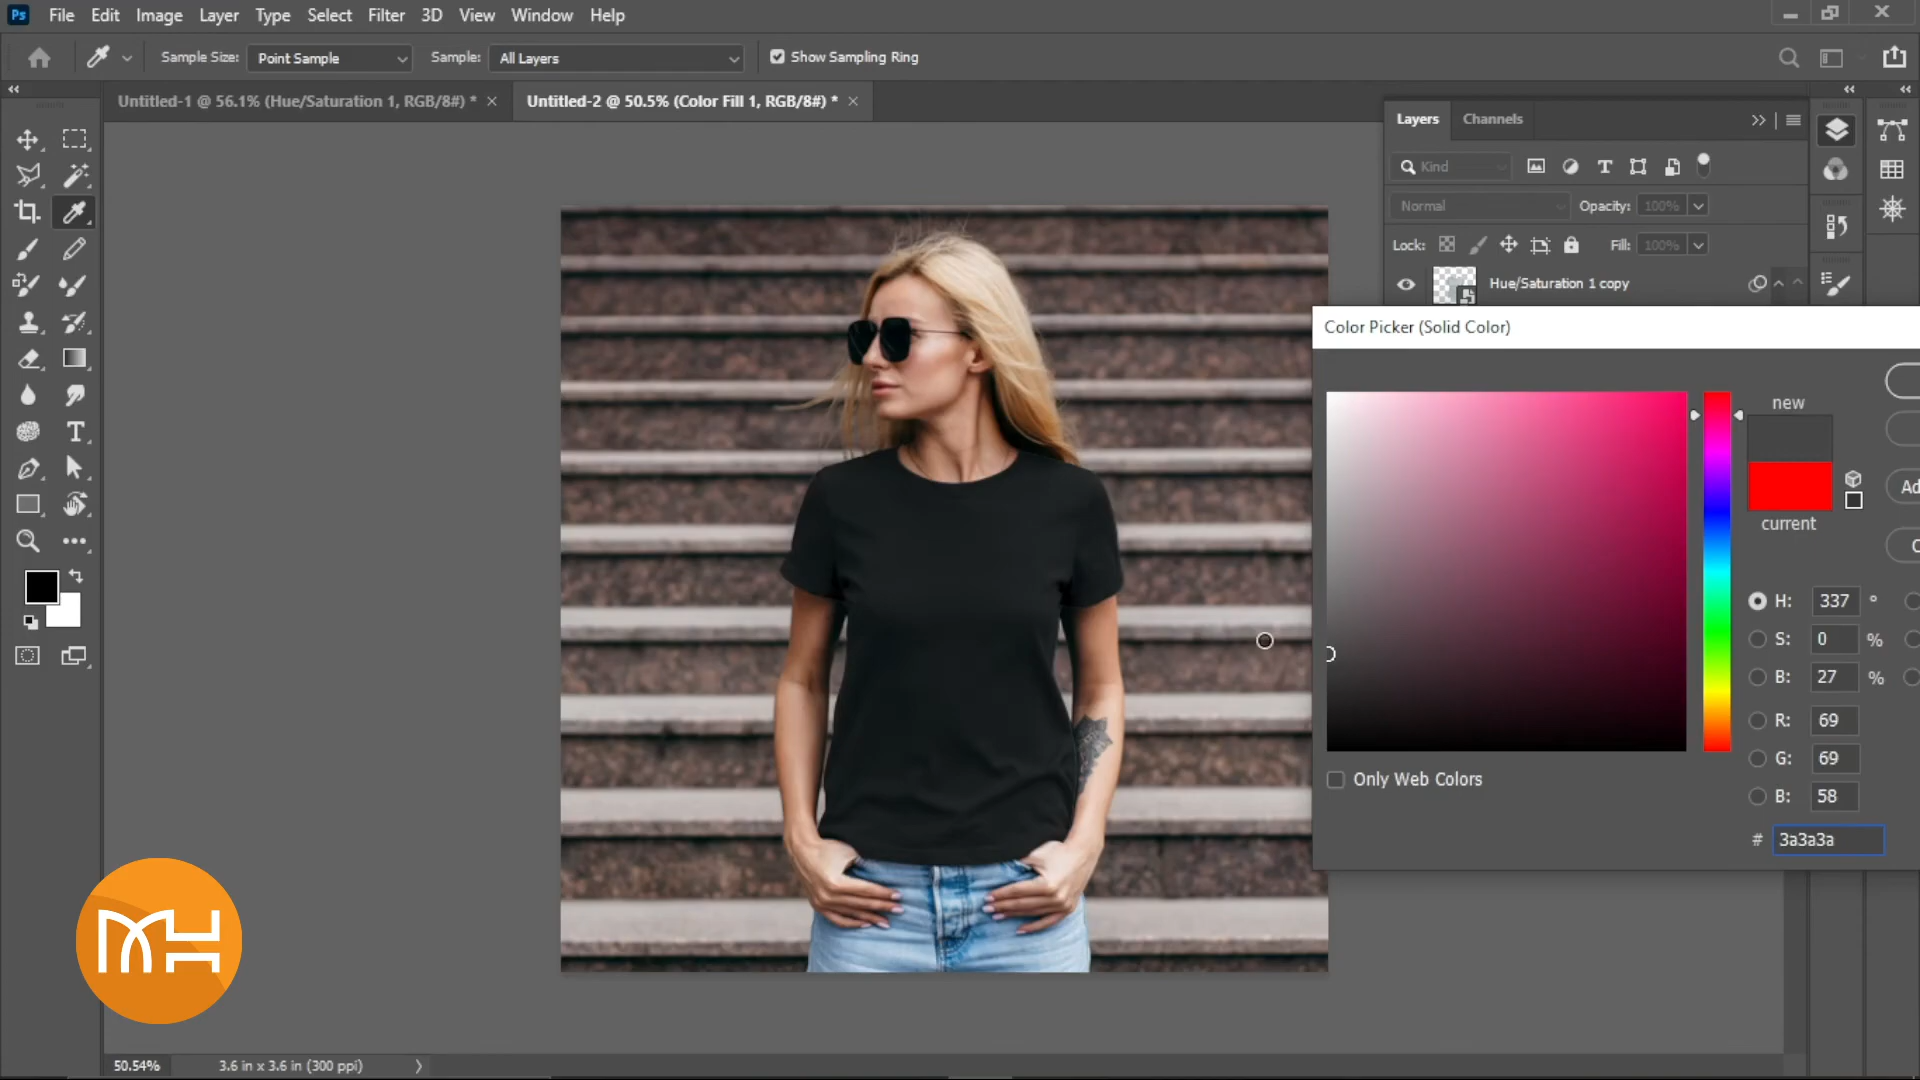 Ps File Edit Image Layer Type Select Filter 3D View Window Help
Sample Size: Point Sample Sample: All Layers Show Sampling Ring
Untitled-1 @ 56.1% (Hue/Saturation 1, RGB/8#) *
Untitled-2 @ 50.5% (Color Fill 1, RGB/8#) *
Layers Channels
Kind
Normal Opacity: 100%
Lock: Fill: 100%
Hue/Saturation 1 copy
Color Picker (Solid Color)
new
current
Ad
C
H: 337 °
S: 0 %
B: 27 %
R: 69
G: 69
B: 58
# 3a3a3a
Only Web Colors
MH
50.54% 3.6 in x 3.6 in (300 ppi)